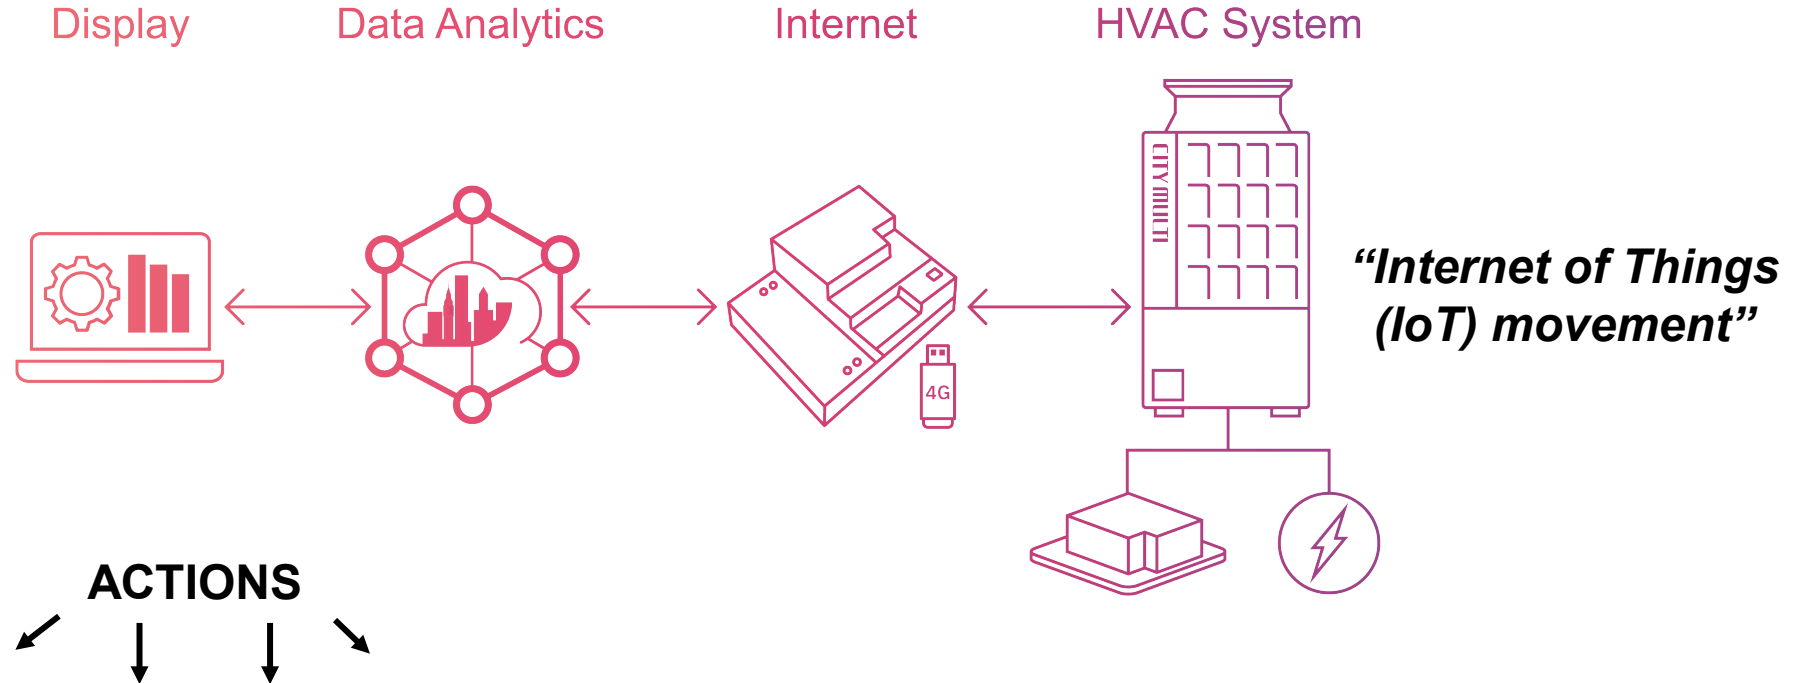 Display
Data Analytics
Internet
HVAC System
CITY MULTI
“Internet of Things
(IoT) movement”
4G
ACTIONS